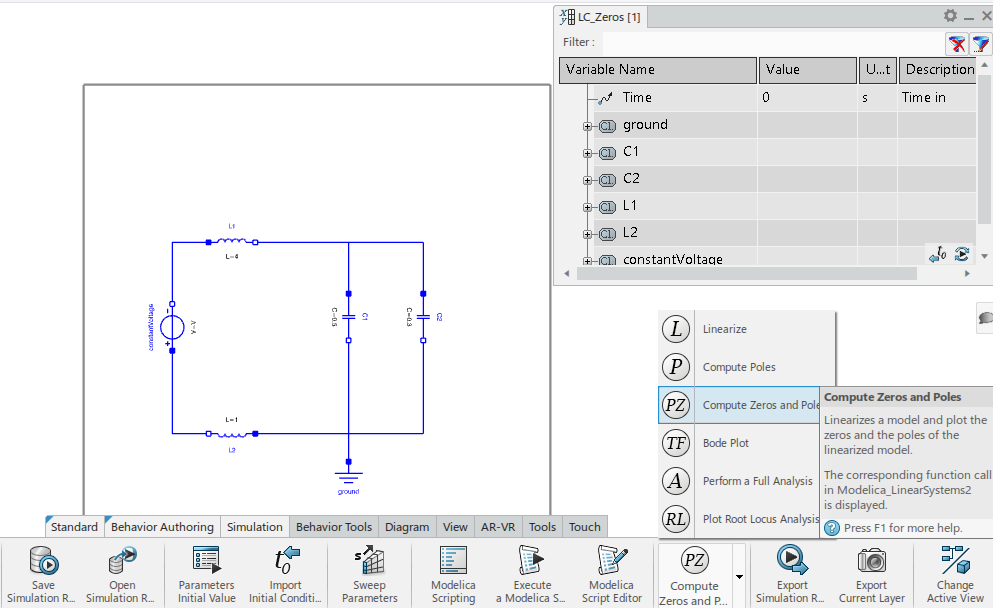 LC_Zeros [1]
Filter :
Variable Name Value U...t Description
Time 0 s Time in
ground
C1
C2
L1
L2
constantVoltage
t0
L1
L=4
constantVoltage
-
+
V=V
C=0.5
C1
C=0.3
C2
L=1
L2
ground
L Linearize
P Compute Poles
PZ Compute Zeros and Pole
TF Bode Plot
A Perform a Full Analysis
RL Plot Root Locus Analysis
Compute Zeros and Poles
Linearizes a model and plot the
zeros and the poles of the
linearized model.
The corresponding function call
in Modelica_LinearSystems2
is displayed.
? Press F1 for more help.
Standard Behavior Authoring Simulation Behavior Tools Diagram View AR-VR Tools Touch
Save
Simulation R...
Open
Simulation R...
Parameters
Initial Value
t0
Import
Initial Conditi...
Sweep
Parameters
Modelica
Scripting
Execute
a Modelica S...
Modelica
Script Editor
PZ
Compute
Zeros and P...
Export
Simulation R...
Export
Current Layer
Change
Active View